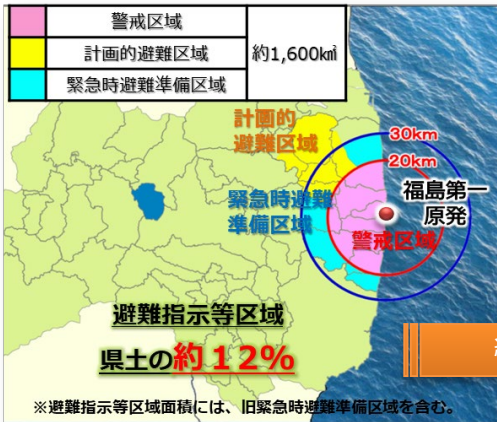 警戒区域
計画的避難区域
緊急時避難準備区域
約1,600㎢
計画的
避難区域
30km
20km
福島第一
原発
緊急時避難
準備区域
警戒区域
避難指示等区域
県土の約12%
※避難指示等区域面積には、旧緊急時避難準備区域を含む。